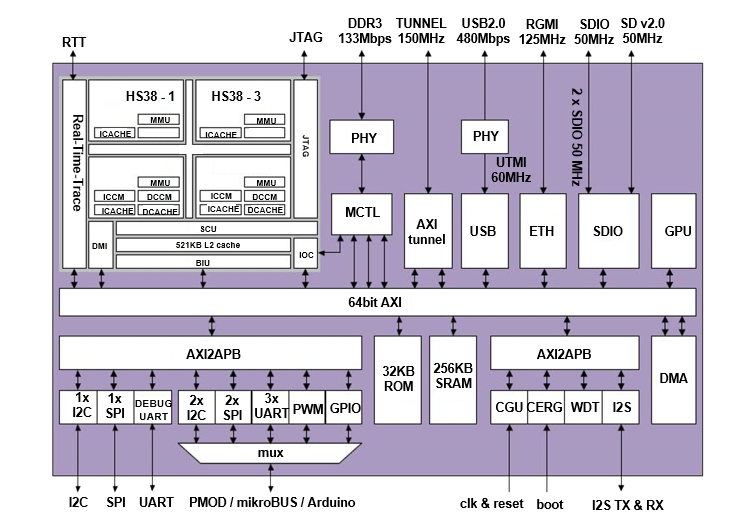 DDR3 TUNNEL USB2.0 RGMI SDIO SD v2.0
133Mbps 150MHz 480Mbps 125MHz 50MHz 50MHz
RTT JTAG
Real-Time-Trace
HS38 - 1 HS38 - 3
MMU MMU
ICACHE ICACHE
JTAG
MMU MMU
ICCM DCCM ICCM DCCM
ICACHE DCACHE ICACHE DCACHE
SCU
DMI
521KB L2 cache
IOC
BIU
PHY PHY
UTMI
60MHz
2 x SDIO 50 MHz
MCTL
AXI
tunnel
USB
ETH
SDIO
GPU
64bit AXI
AXI2APB
32KB
ROM
256KB
SRAM
AXI2APB
DMA
1x
I2C
1x
SPI
DEBUG
UART
2x
I2C
2x
SPI
3x
UART
PWM
GPIO
CGU
CERG
WDT
I2S
mux
I2C SPI UART PMOD / mikroBUS / Arduino clk & reset boot I2S TX & RX